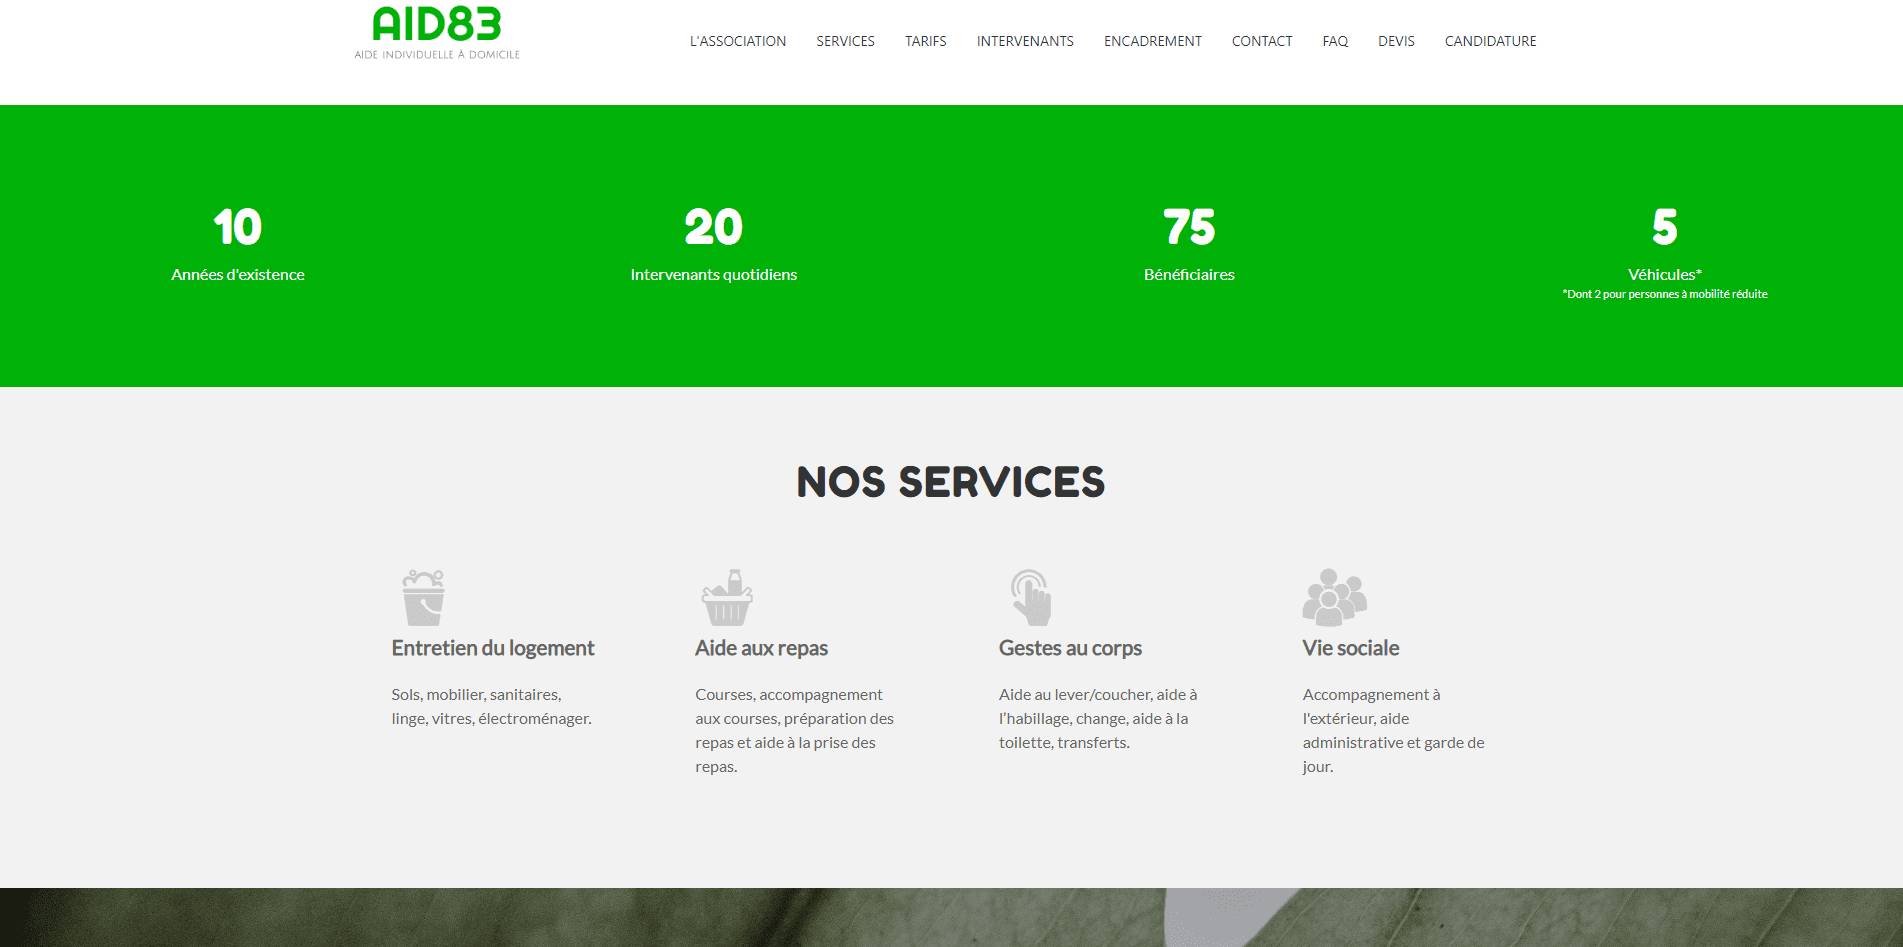 AID83
AIDE INDIVIDUELLE À DOMICILE
L'ASSOCIATION SERVICES TARIFS INTERVENANTS ENCADREMENT CONTACT FAQ DEVIS CANDIDATURE
10
Années d'existence
20
Intervenants quotidiens
75
Bénéficiaires
5
Véhicules*
*Dont 2 pour personnes à mobilité réduite
NOS SERVICES
Entretien du logement
Sols, mobilier, sanitaires,
linge, vitres, électroménager.
Aide aux repas
Courses, accompagnement
aux courses, préparation des
repas et aide à la prise des
repas.
Gestes au corps
Aide au lever/coucher, aide à
l’habillage, change, aide à la
toilette, transferts.
Vie sociale
Accompagnement à
l'extérieur, aide
administrative et garde de
jour.